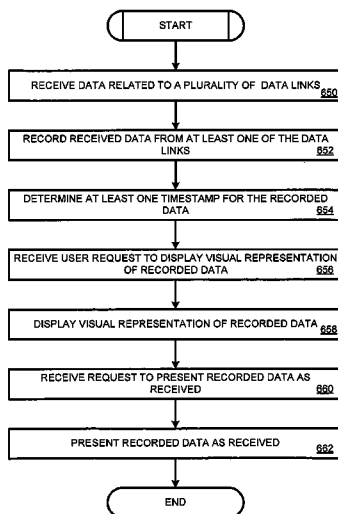 START
RECEIVE DATA RELATED TO A PLURALITY OF DATA LINKS
650
RECORD RECEIVED DATA FROM AT LEAST ONE OF THE DATA
LINKS
652
DETERMINE AT LEAST ONE TIMESTAMP FOR THE RECORDED
DATA
654
RECEIVE USER REQUEST TO DISPLAY VISUAL REPRESENTATION
OF RECORDED DATA
656
DISPLAY VISUAL REPRESENTATION OF RECORDED DATA
658
RECEIVE REQUEST TO PRESENT RECORDED DATA AS
RECEIVED
660
PRESENT RECORDED DATA AS RECEIVED
662
END